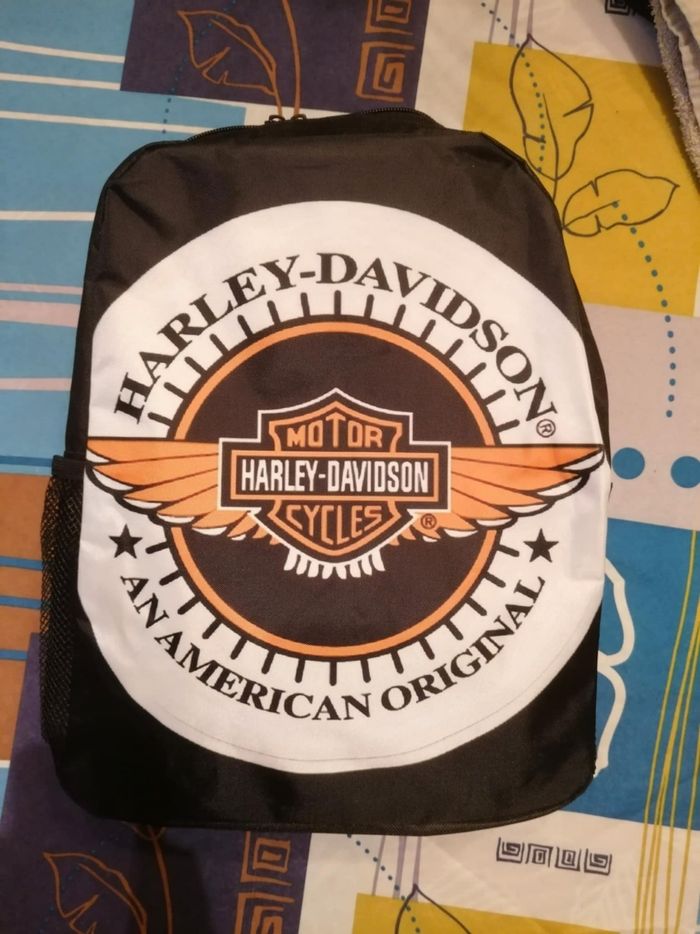 HARLEY-DAVIDSON®
MOTOR
HARLEY-DAVIDSON
CYCLES
®
AN AMERICAN ORIGINAL